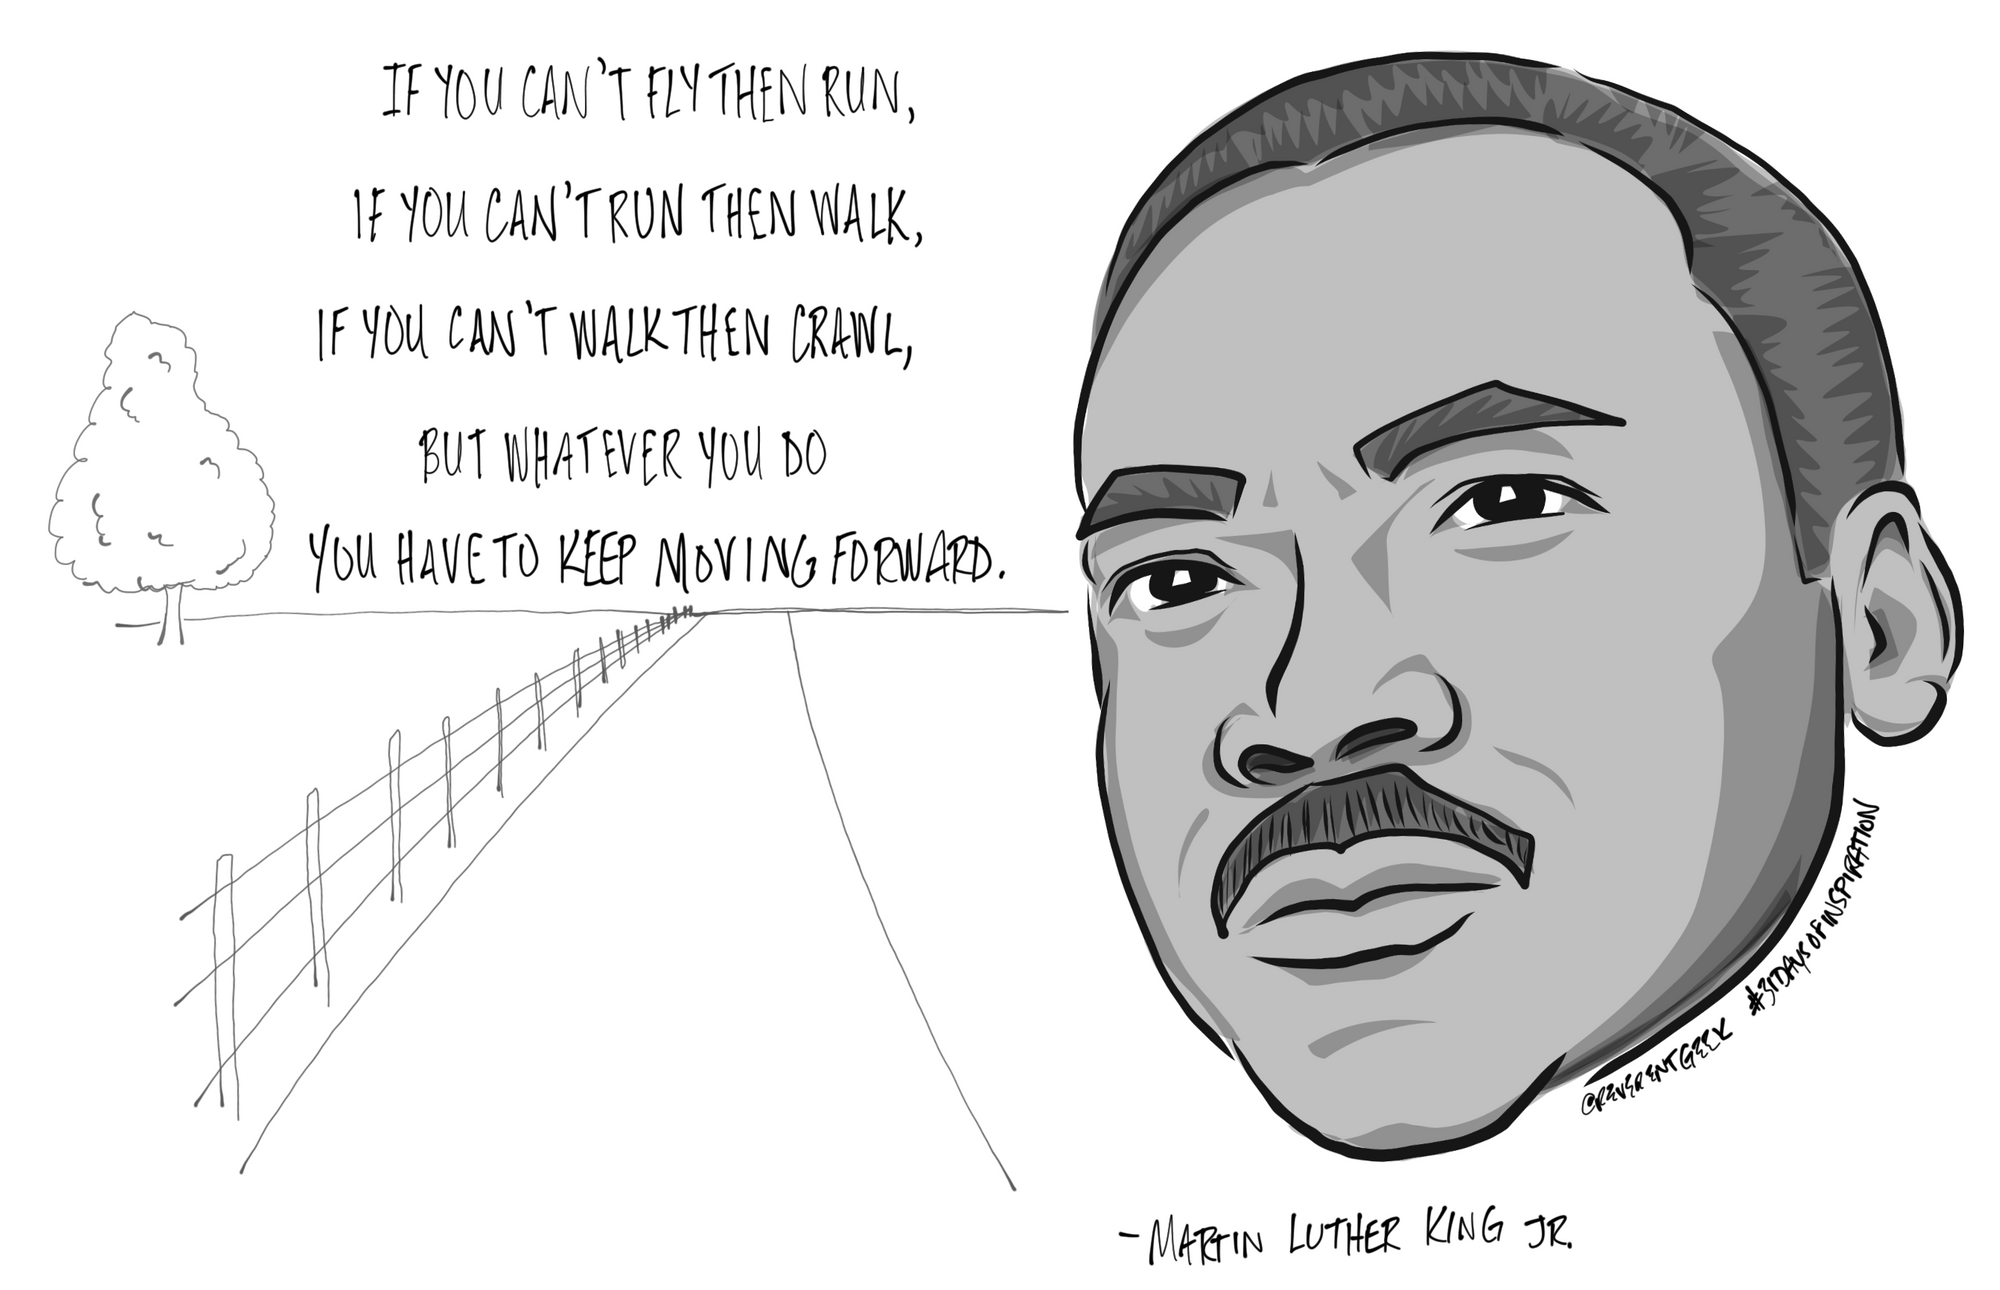 IF YOU CAN'T FLY THEN RUN,
IF YOU CAN'T RUN THEN WALK,
IF YOU CAN'T WALK THEN CRAWL,
BUT WHATEVER YOU DO
YOU HAVE TO KEEP MOVING FORWARD.
@REVERENTGEEK #31DAYSOFINSPIRATION
-MARTIN LUTHER KING JR.